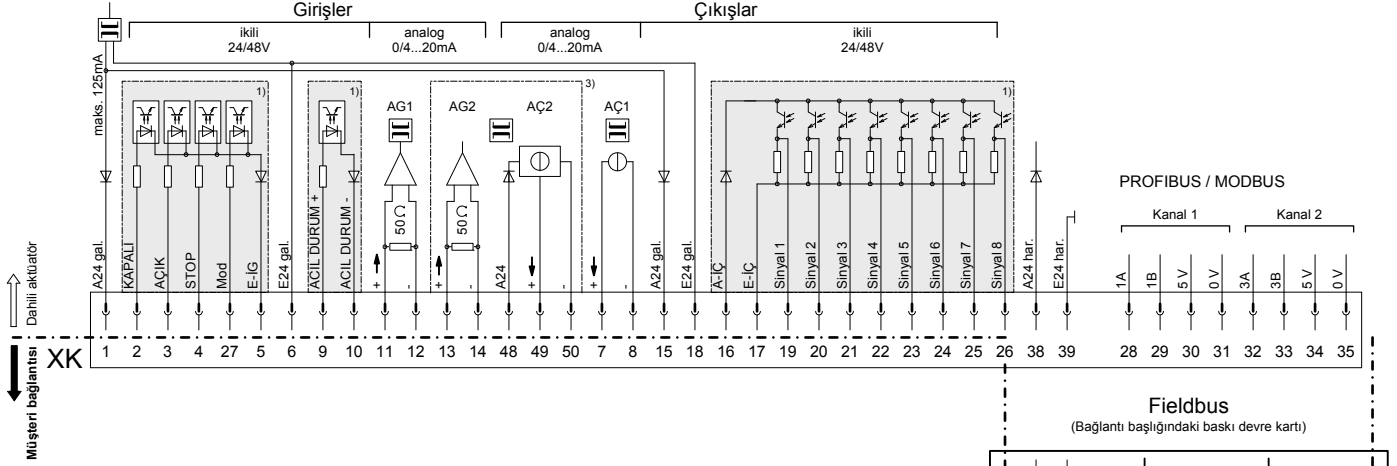 Girişler
Çıkışlar
ikili
24/48V
analog
0/4...20mA
analog
0/4...20mA
ikili
24/48V
maks. 125mA
1)
1)
3)
1)
AG1
AG2
AÇ2
AÇ1
50 Ω
50 Ω
PROFIBUS / MODBUS
Kanal 1
Kanal 2
A24 gal.
KAPALI
AÇIK
STOP
Mod
E-İG
E24 gal.
ACIL DURUM +
ACIL DURUM -
+
-
+
-
A24
+
-
+
-
A24 gal.
E24 gal.
A-İÇ
E-İÇ
Sinyal 1
Sinyal 2
Sinyal 3
Sinyal 4
Sinyal 5
Sinyal 6
Sinyal 7
Sinyal 8
A24 har.
E24 har.
1A
1B
5 V
0 V
3A
3B
5 V
0 V
Dahili aktüatör
Müşteri bağlantısı
XK
1 2 3 4 27 5 6 9 10 11 12 13 14 48 49 50 7 8 15 18 16 17 19 20 21 22 23 24 25 26 38 39 28 29 30 31 32 33 34 35
Fieldbus
(Bağlantı başlığındaki baskı devre kartı)